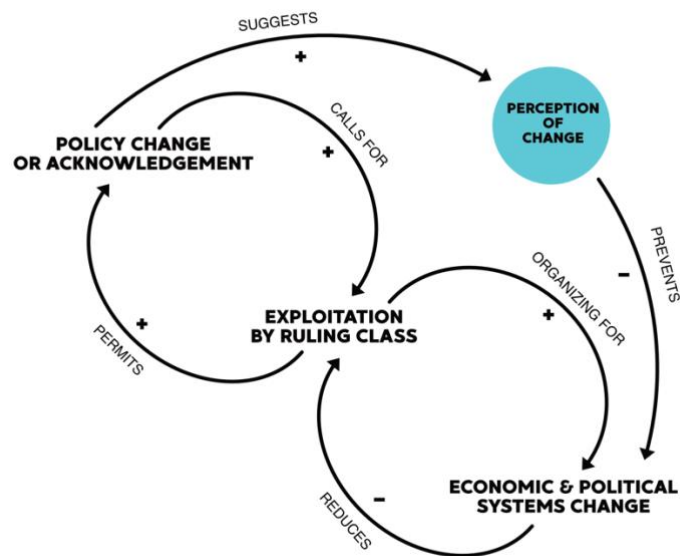 SUGGESTS
+
PERCEPTION
OF
CHANGE
POLICY CHANGE
OR ACKNOWLEDGEMENT
CALLS FOR
+
PREVENTS
-
ORGANIZING FOR
+
EXPLOITATION
BY RULING CLASS
PERMITS
+
ECONOMIC & POLITICAL
SYSTEMS CHANGE
REDUCES
-